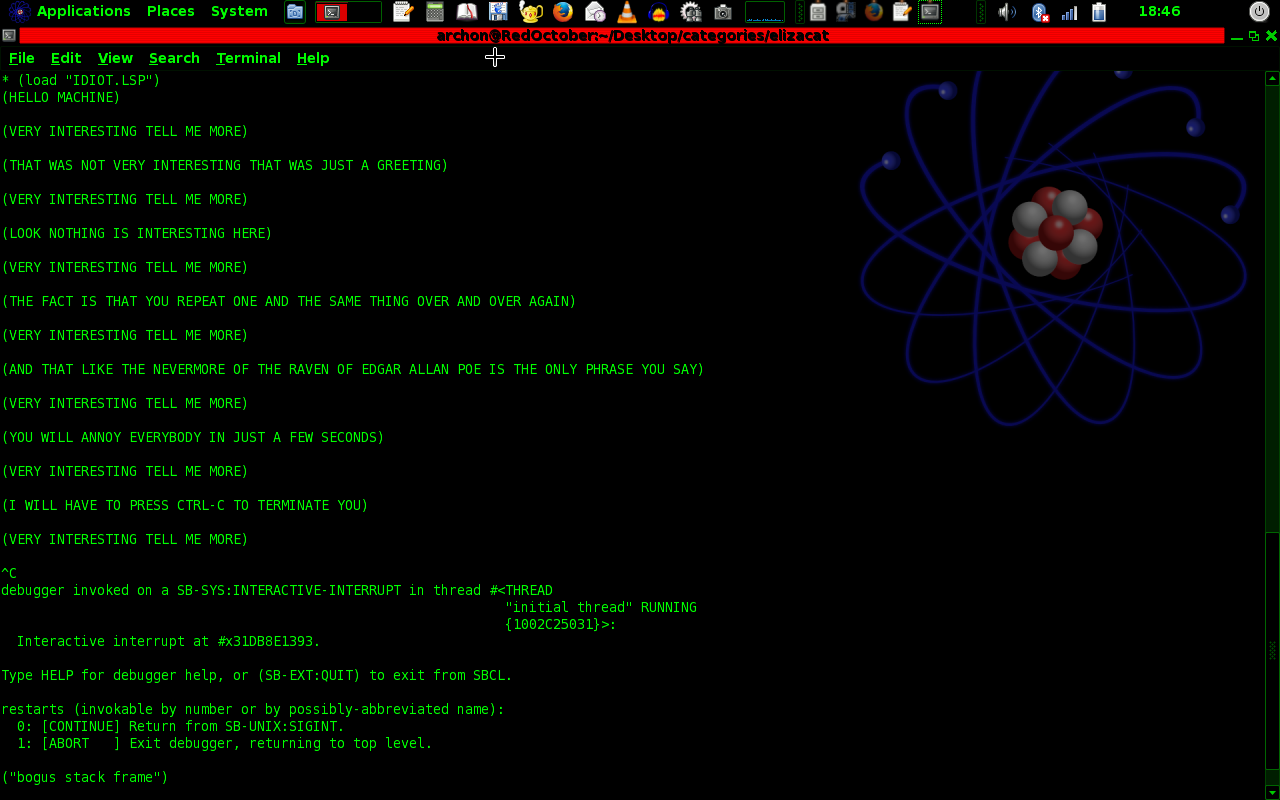 Applications Places System 18:46
archon@RedOctober:~/Desktop/categories/elizacat
File Edit View Search Terminal Help
* (load "IDIOT.LSP")
(HELLO MACHINE)
(VERY INTERESTING TELL ME MORE)
(THAT WAS NOT VERY INTERESTING THAT WAS JUST A GREETING)
(VERY INTERESTING TELL ME MORE)
(LOOK NOTHING IS INTERESTING HERE)
(VERY INTERESTING TELL ME MORE)
(THE FACT IS THAT YOU REPEAT ONE AND THE SAME THING OVER AND OVER AGAIN)
(VERY INTERESTING TELL ME MORE)
(AND THAT LIKE THE NEVERMORE OF THE RAVEN OF EDGAR ALLAN POE IS THE ONLY PHRASE YOU SAY)
(VERY INTERESTING TELL ME MORE)
(YOU WILL ANNOY EVERYBODY IN JUST A FEW SECONDS)
(VERY INTERESTING TELL ME MORE)
(I WILL HAVE TO PRESS CTRL-C TO TERMINATE YOU)
(VERY INTERESTING TELL ME MORE)
^C
debugger invoked on a SB-SYS:INTERACTIVE-INTERRUPT in thread #<THREAD
"initial thread" RUNNING
{1002C25031}>:
Interactive interrupt at #x31DB8E1393.
Type HELP for debugger help, or (SB-EXT:QUIT) to exit from SBCL.
restarts (invokable by number or by possibly-abbreviated name):
0: [CONTINUE] Return from SB-UNIX:SIGINT.
1: [ABORT   ] Exit debugger, returning to top level.
("bogus stack frame")